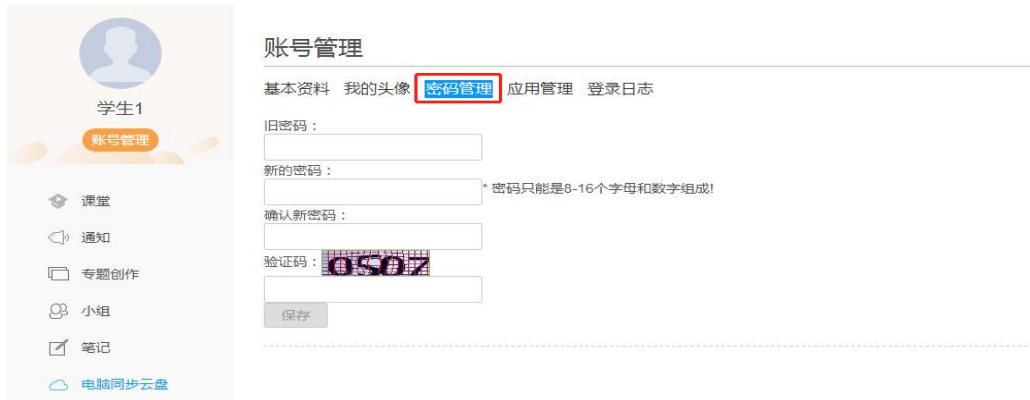 学生1
账号管理
课堂
通知
专题创作
小组
笔记
电脑同步云盘
账号管理
基本资料 我的头像 密码管理 应用管理 登录日志
旧密码：
新的密码：
* 密码只能是8-16个字母和数字组成!
确认新密码：
验证码： 0507
保存